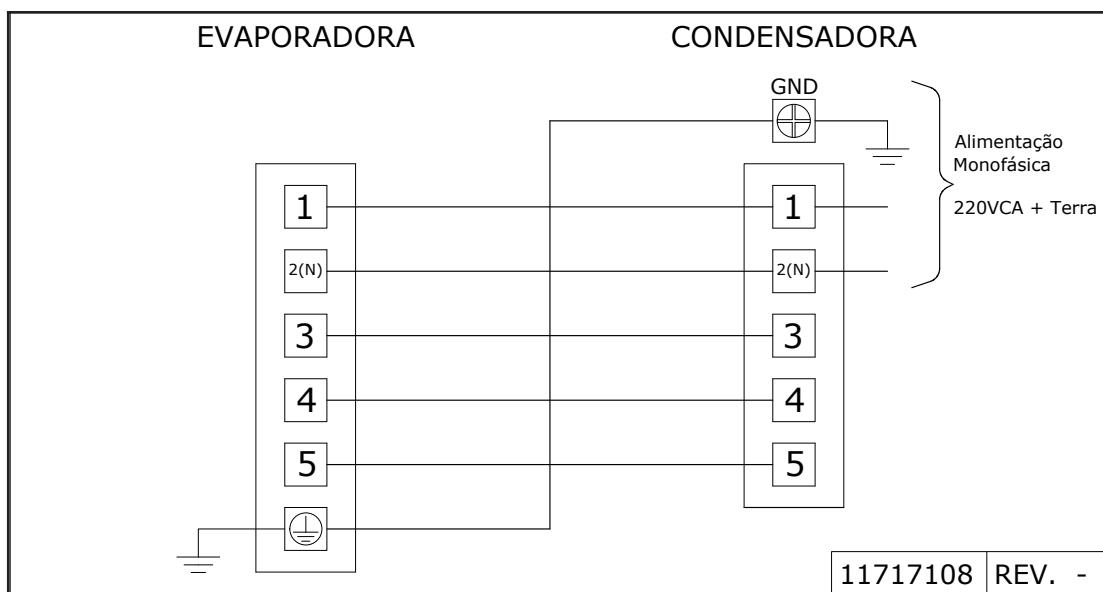 EVAPORADORA
CONDENSADORA
GND
Alimentação
Monofásica
220VCA + Terra
1
2(N)
3
4
5
1
2(N)
3
4
5
11717108 REV. -